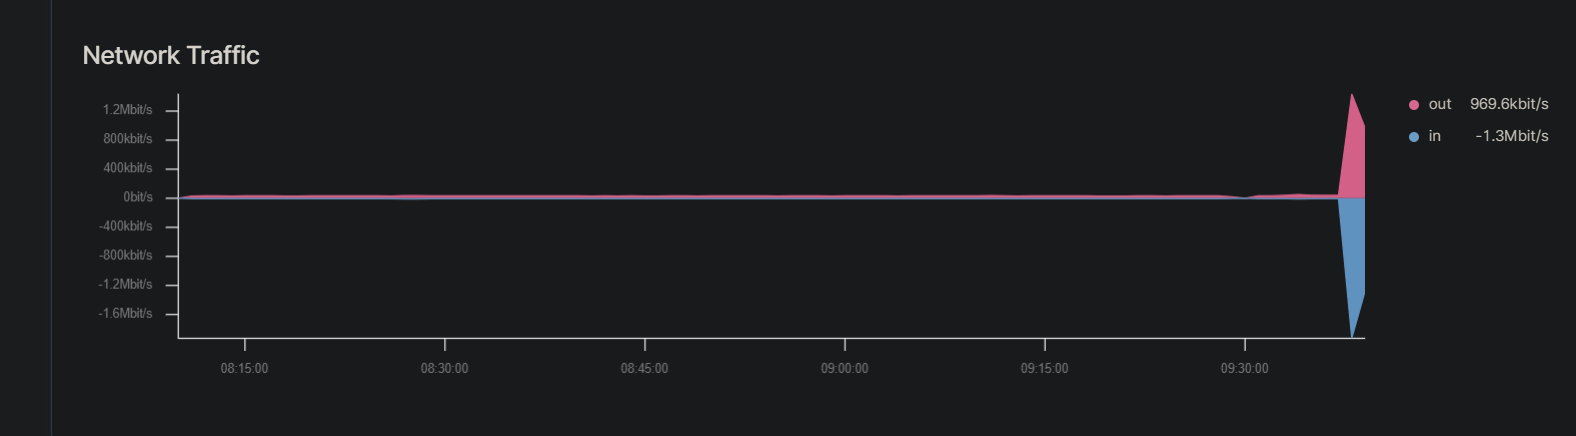 Network Traffic
1.2Mbit/s
800kbit/s
400kbit/s
0bit/s
-400kbit/s
-800kbit/s
-1.2Mbit/s
-1.6Mbit/s
08:15:00 08:30:00 08:45:00 09:00:00 09:15:00 09:30:00
out 969.6kbit/s
in -1.3Mbit/s